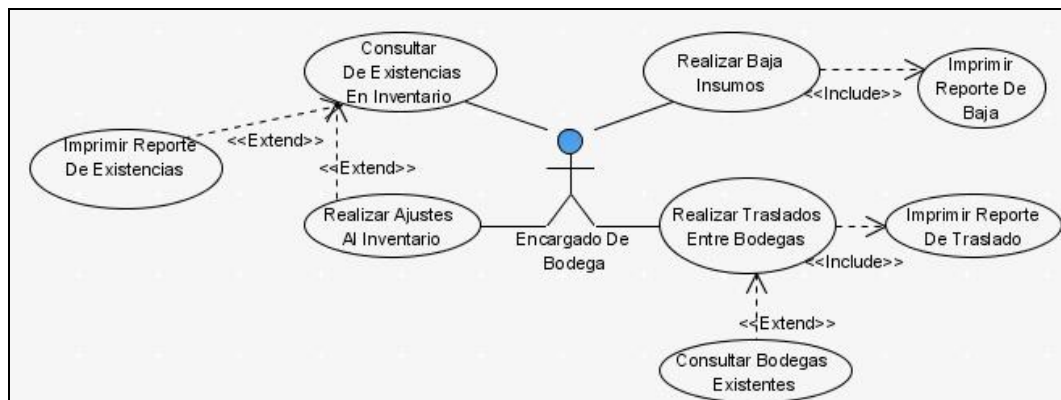 Consultar
De Existencias
En Inventario
Realizar Baja
Insumos
<<Include>>
Imprimir
Reporte De
Baja
Imprimir Reporte
De Existencias
<<Extend>>
<<Extend>>
Realizar Ajustes
Al Inventario
Encargado De
Bodega
Realizar Traslados
Entre Bodegas
<<Include>>
Imprimir Reporte
De Traslado
<<Extend>>
Consultar Bodegas
Existentes